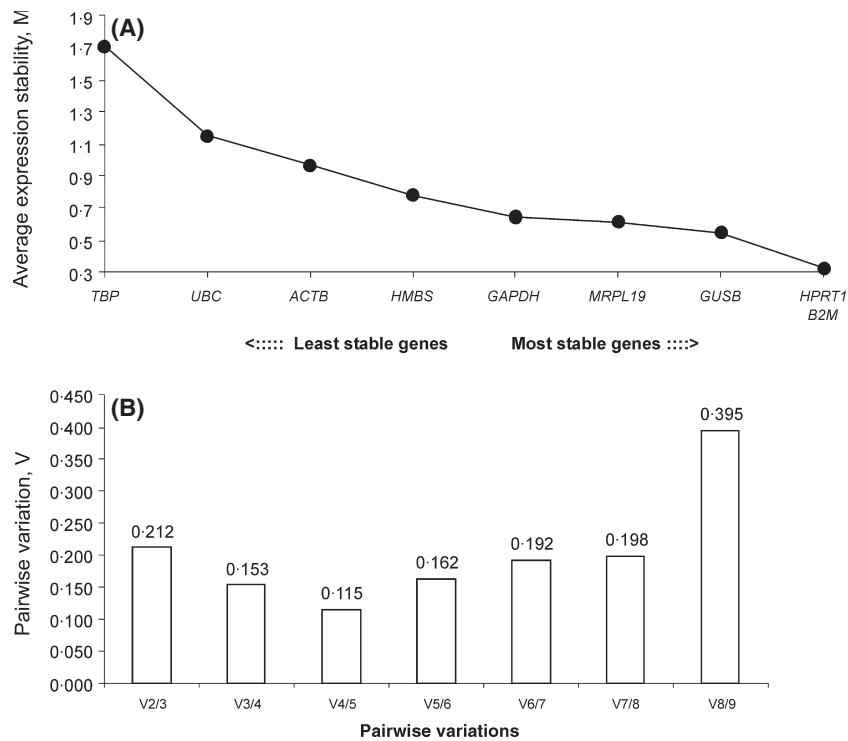 (A)
Average expression stability, M
1·9
1·7
1·5
1·3
1·1
0·9
0·7
0·5
0·3
TBP UBC ACTB HMBS GAPDH MRPL19 GUSB HPRT1
B2M
<::::: Least stable genes Most stable genes ::::>
(B)
Pairwise variation, V
0·450
0·400
0·350
0·300
0·250
0·200
0·150
0·100
0·050
0·000
0·212
0·153
0·115
0·162
0·192
0·198
0·395
V2/3 V3/4 V4/5 V5/6 V6/7 V7/8 V8/9
Pairwise variations